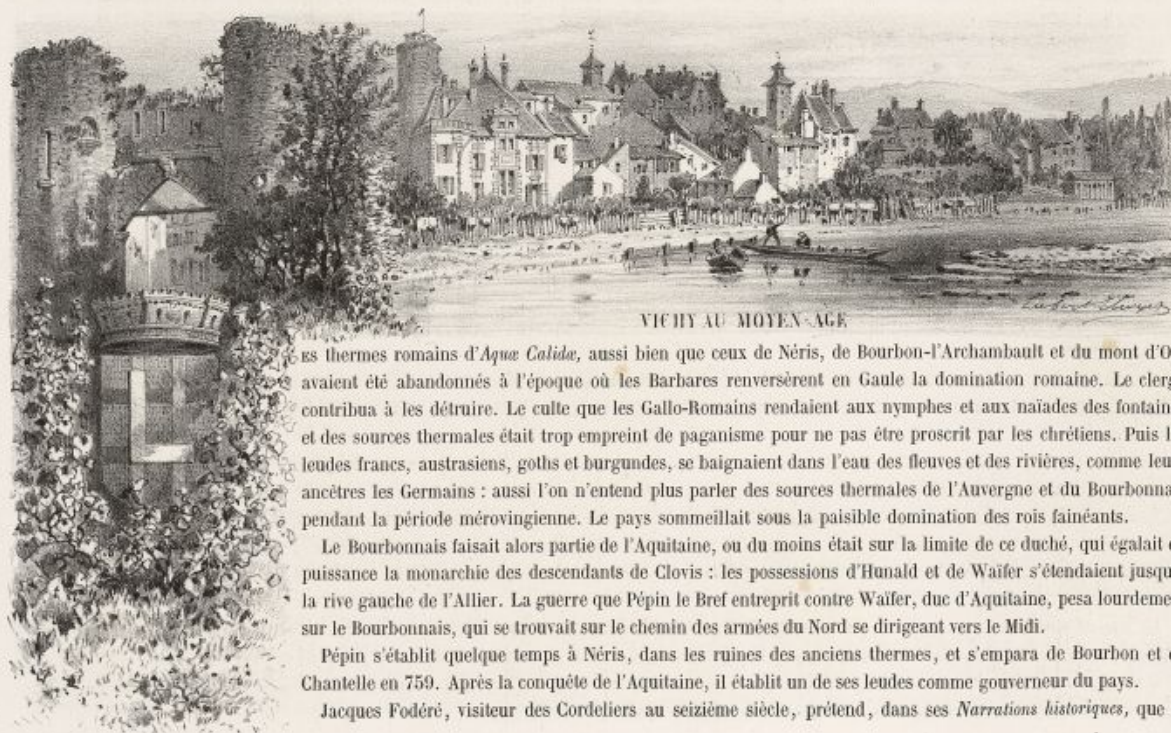 VICHY AU MOYEN-AGE
LES thermes romains d'Aquæ Calidæ, aussi bien que ceux de Néris, de Bourbon-l'Archambault et du mont d'O
avaient été abandonnés à l'époque où les Barbares renversèrent en Gaule la domination romaine. Le clerg
contribua à les détruire. Le culte que les Gallo-Romains rendaient aux nymphes et aux naïades des fontain
et des sources thermales était trop empreint de paganisme pour ne pas être proscrit par les chrétiens. Puis l
leudes francs, austrasiens, goths et burgundes, se baignaient dans l'eau des fleuves et des rivières, comme leu
ancêtres les Germains : aussi l'on n'entend plus parler des sources thermales de l'Auvergne et du Bourbonna
pendant la période mérovingienne. Le pays sommeillait sous la paisible domination des rois fainéants.
Le Bourbonnais faisait alors partie de l'Aquitaine, ou du moins était sur la limite de ce duché, qui égalait e
puissance la monarchie des descendants de Clovis : les possessions d'Hunald et de Waïfer s'étendaient jusqu
la rive gauche de l'Allier. La guerre que Pépin le Bref entreprit contre Waïfer, duc d'Aquitaine, pesa lourdeme
sur le Bourbonnais, qui se trouvait sur le chemin des armées du Nord se dirigeant vers le Midi.
Pépin s'établit quelque temps à Néris, dans les ruines des anciens thermes, et s'empara de Bourbon et d
Chantelle en 759. Après la conquête de l'Aquitaine, il établit un de ses leudes comme gouverneur du pays.
Jacques Fodéré, visiteur des Cordeliers au seizième siècle, prétend, dans ses Narrations historiques, que